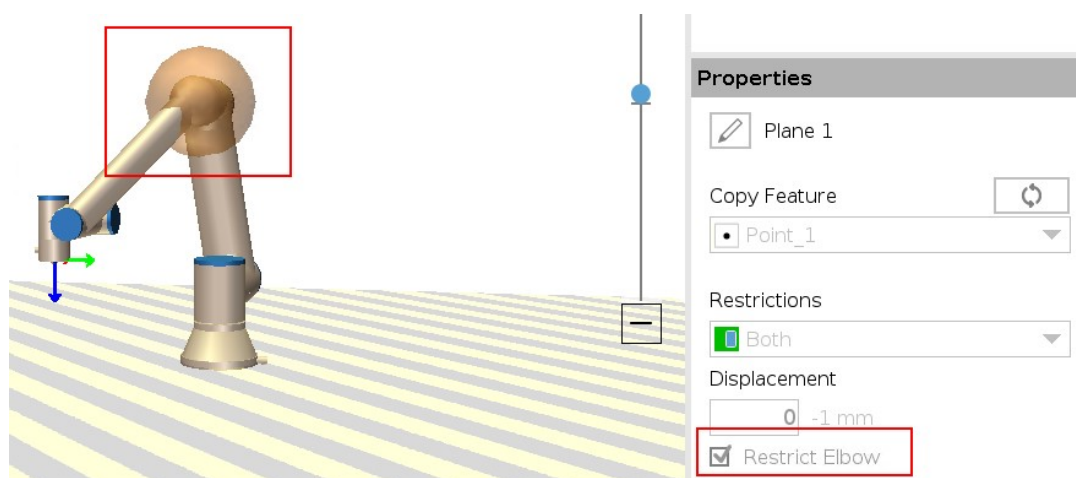 Properties
Plane 1
Copy Feature
Point_1
Restrictions
Both
Displacement
0 -1 mm
Restrict Elbow